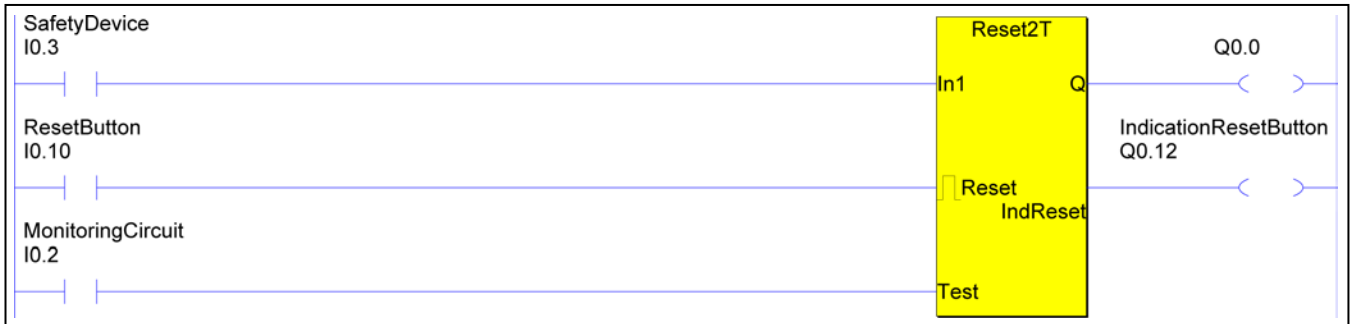 SafetyDevice
I0.3
Reset2T
Q0.0
In1
Q
ResetButton
I0.10
IndicationResetButton
Q0.12
Reset
IndReset
MonitoringCircuit
I0.2
Test